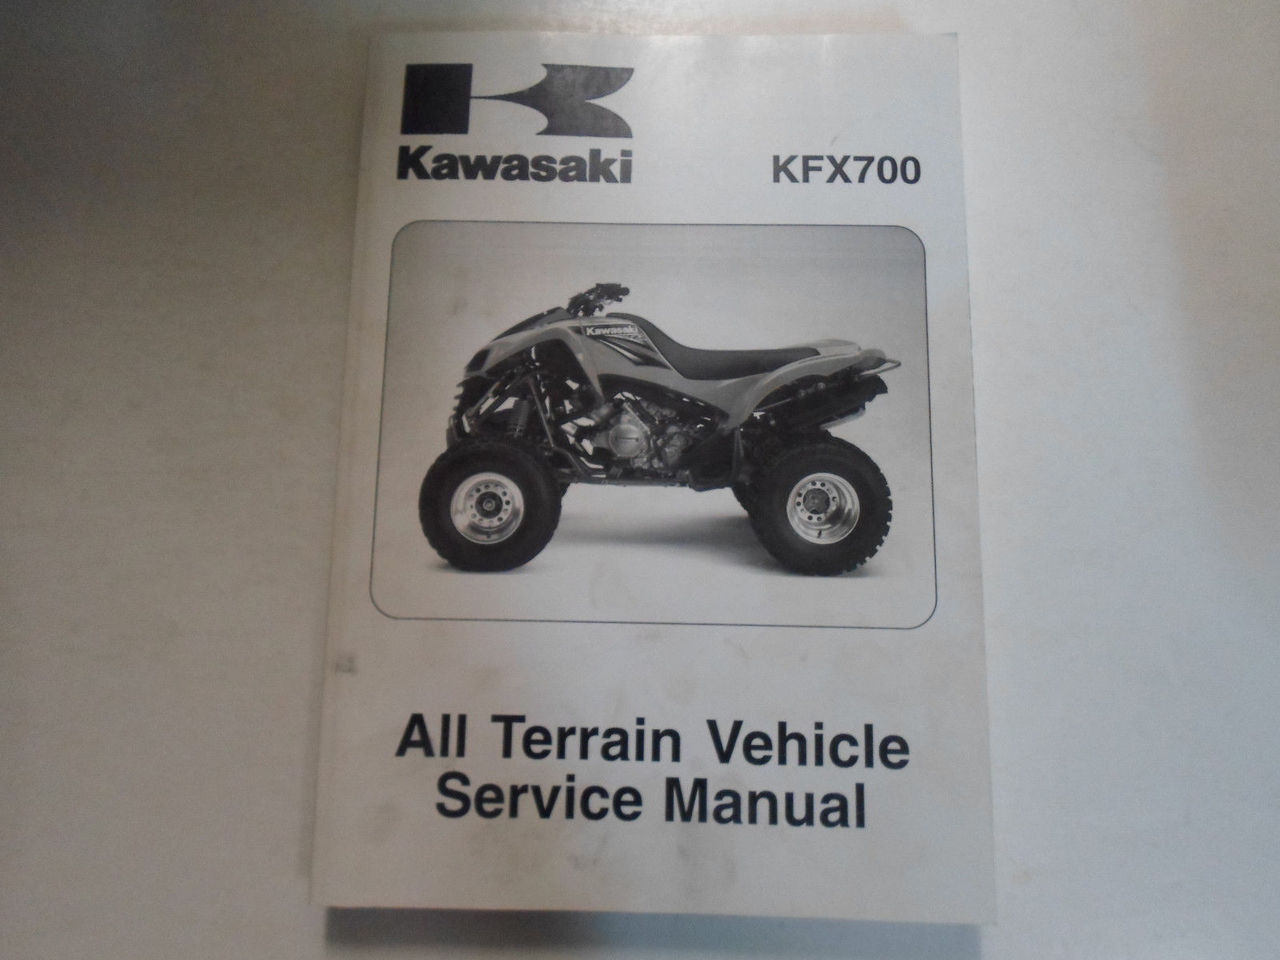 Kawasaki
KFX700
Kawasaki
All Terrain Vehicle
Service Manual